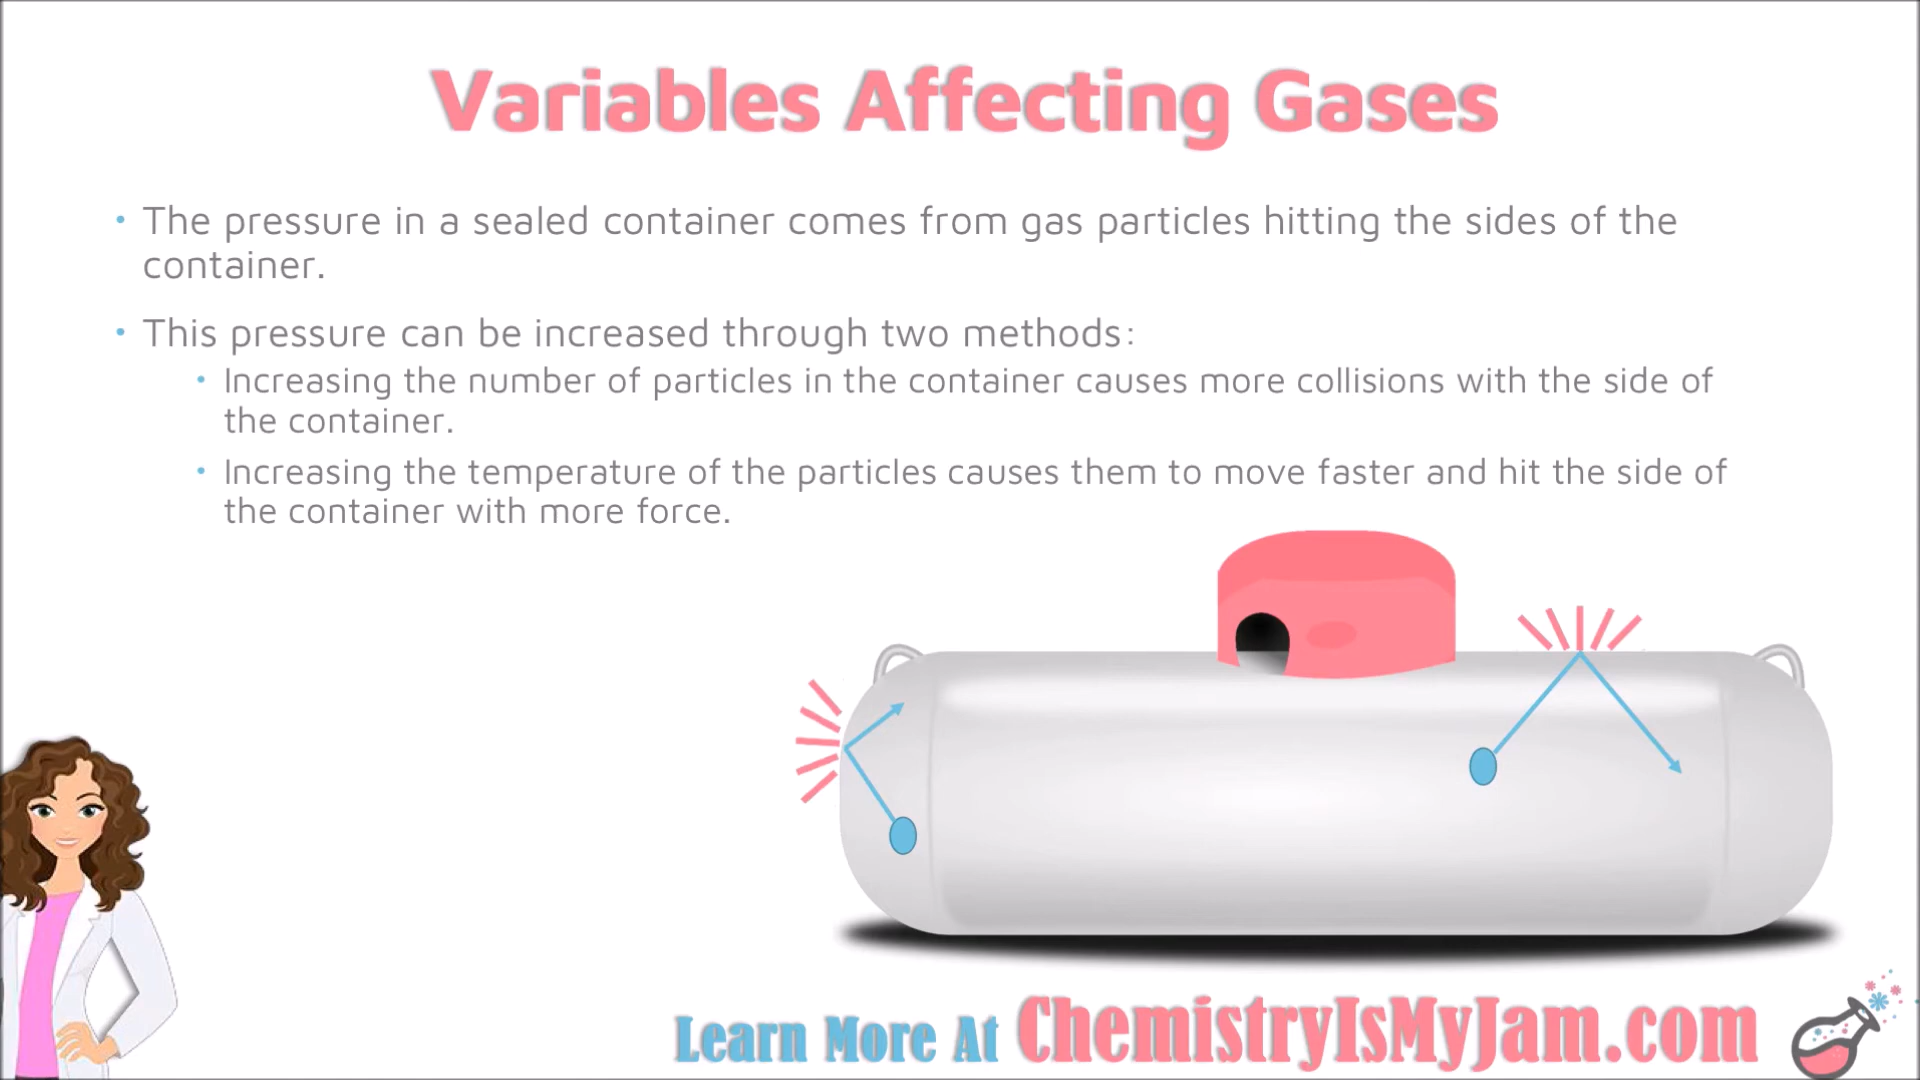 Variables Affecting Gases
• The pressure in a sealed container comes from gas particles hitting the sides of the
container.
• This pressure can be increased through two methods:
• Increasing the number of particles in the container causes more collisions with the side of
the container.
• Increasing the temperature of the particles causes them to move faster and hit the side of
the container with more force.
Learn More At ChemistryIsMyJam.com